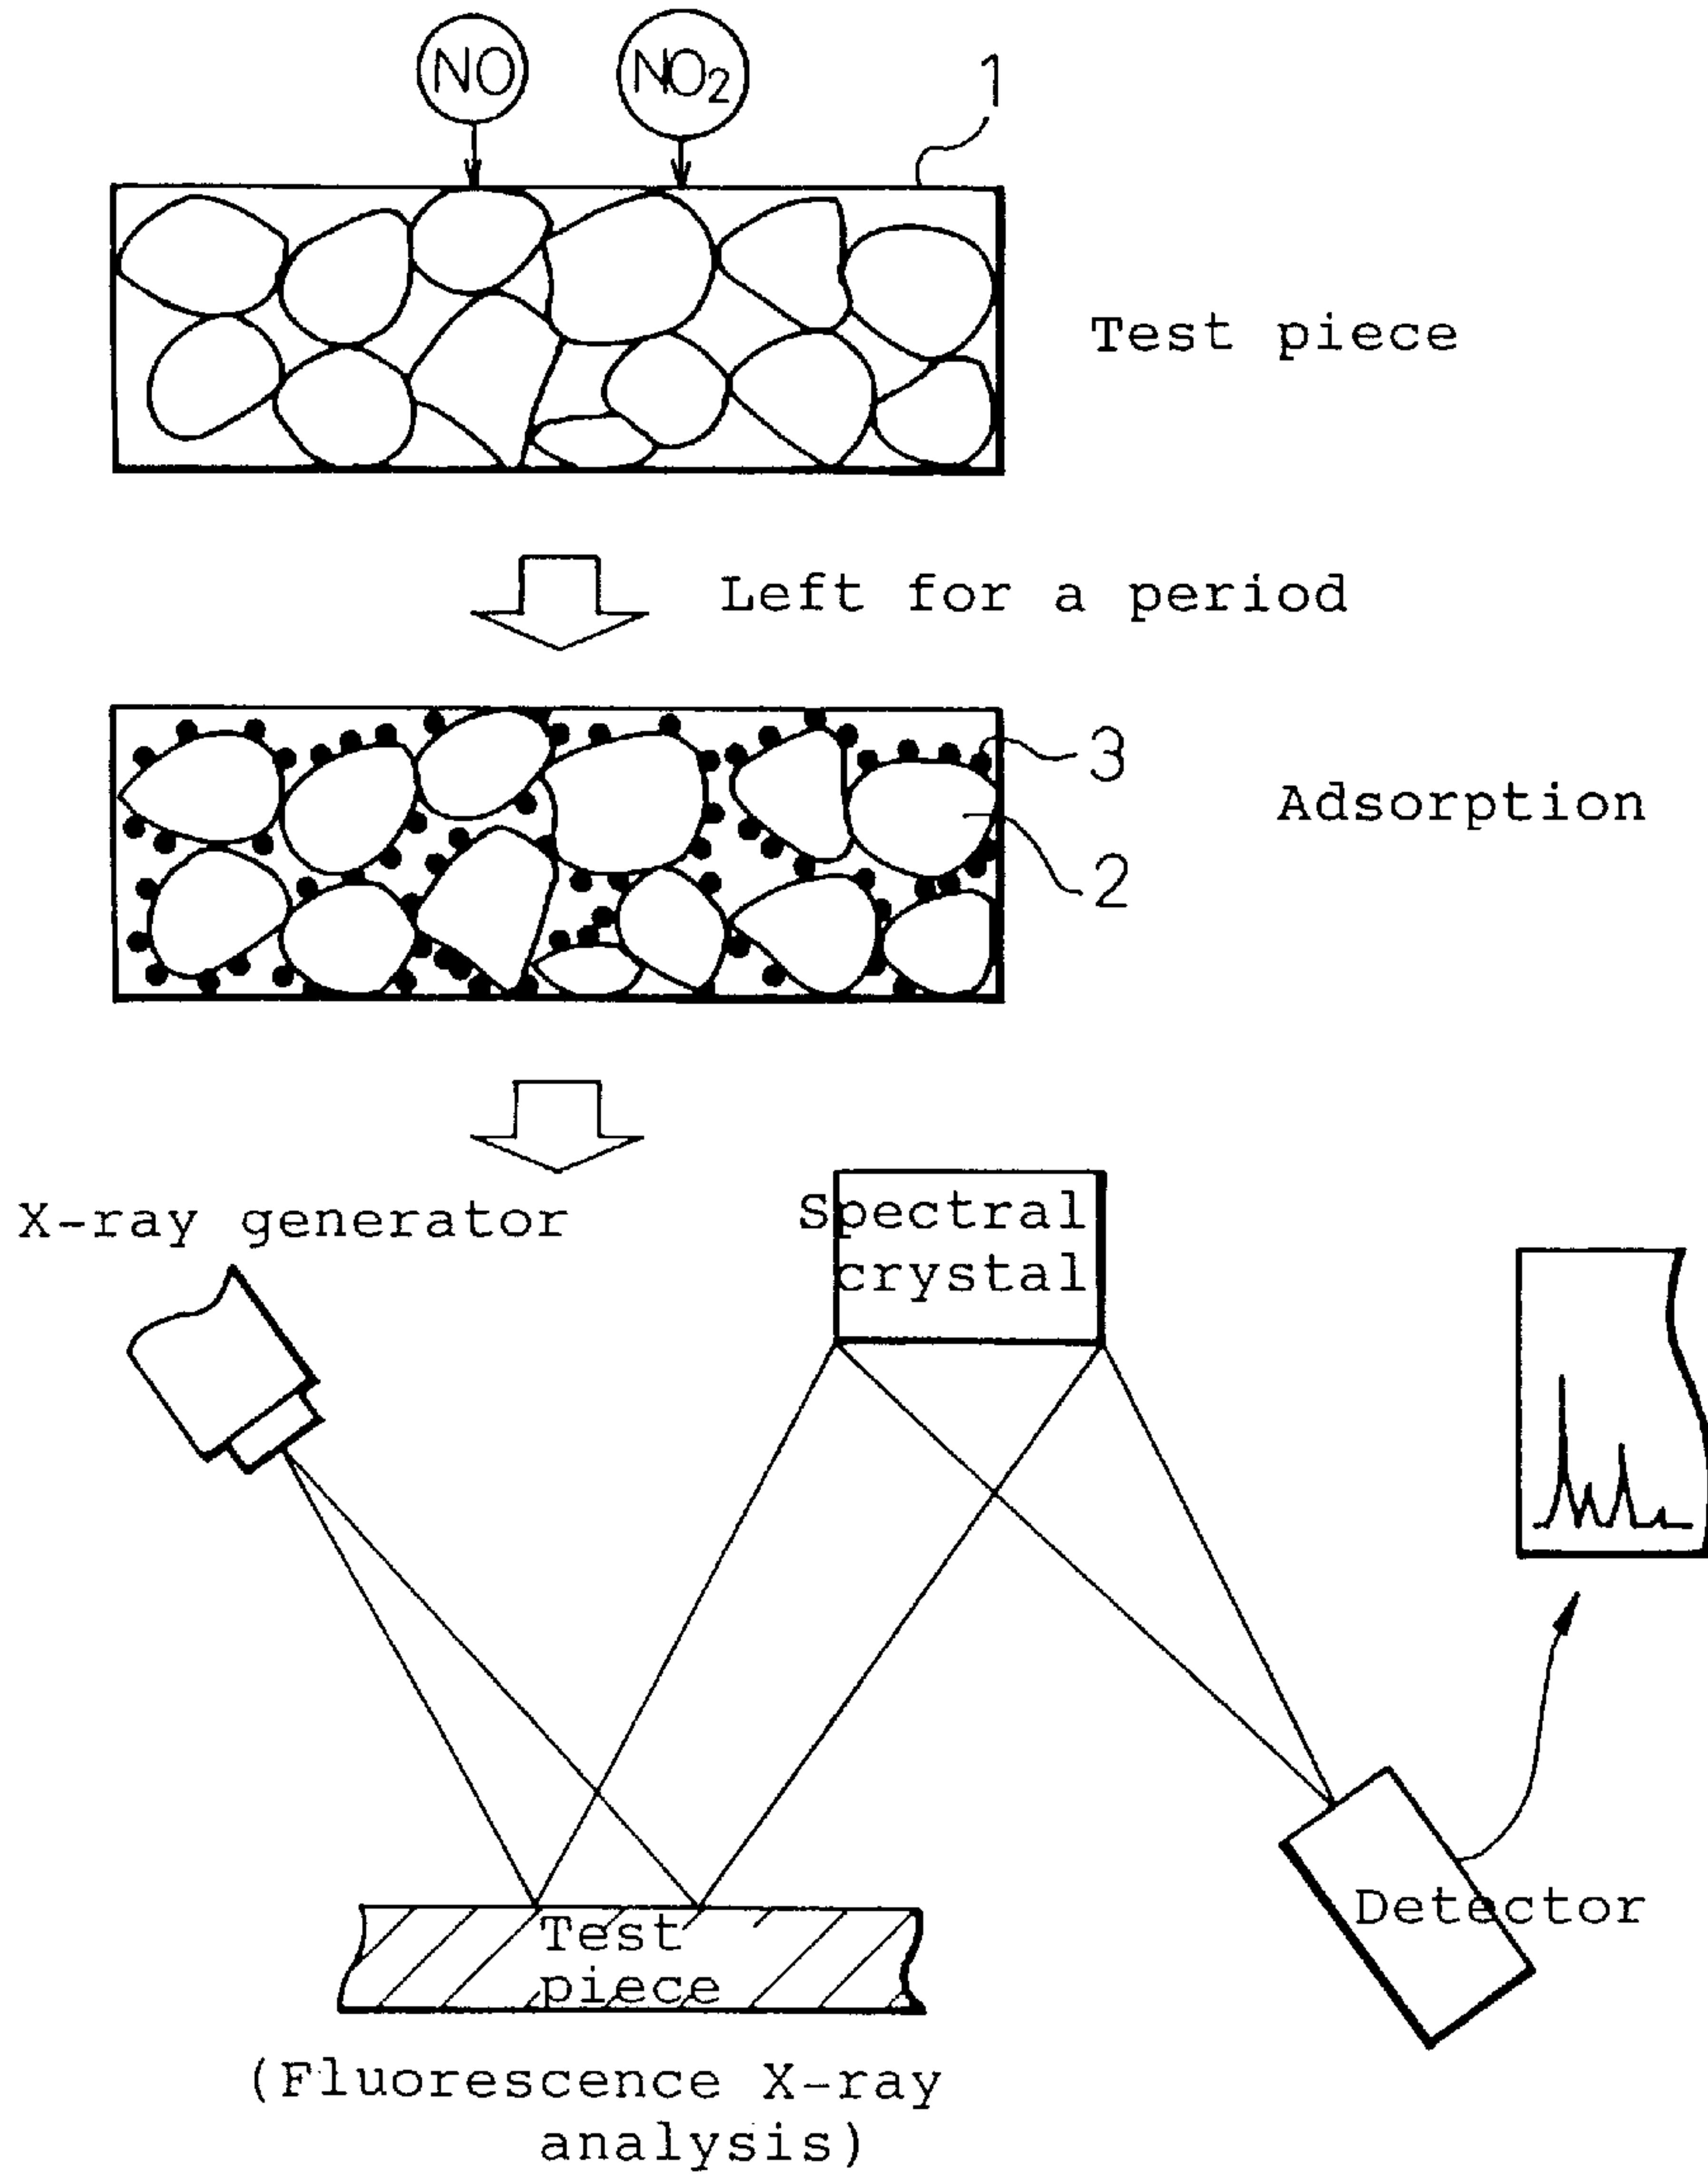 NO NO2 1
Test piece
Left for a period
3
Adsorption
2
X-ray generator
Spectral
crystal
Detector
Test
piece
(Fluorescence X-ray
analysis)